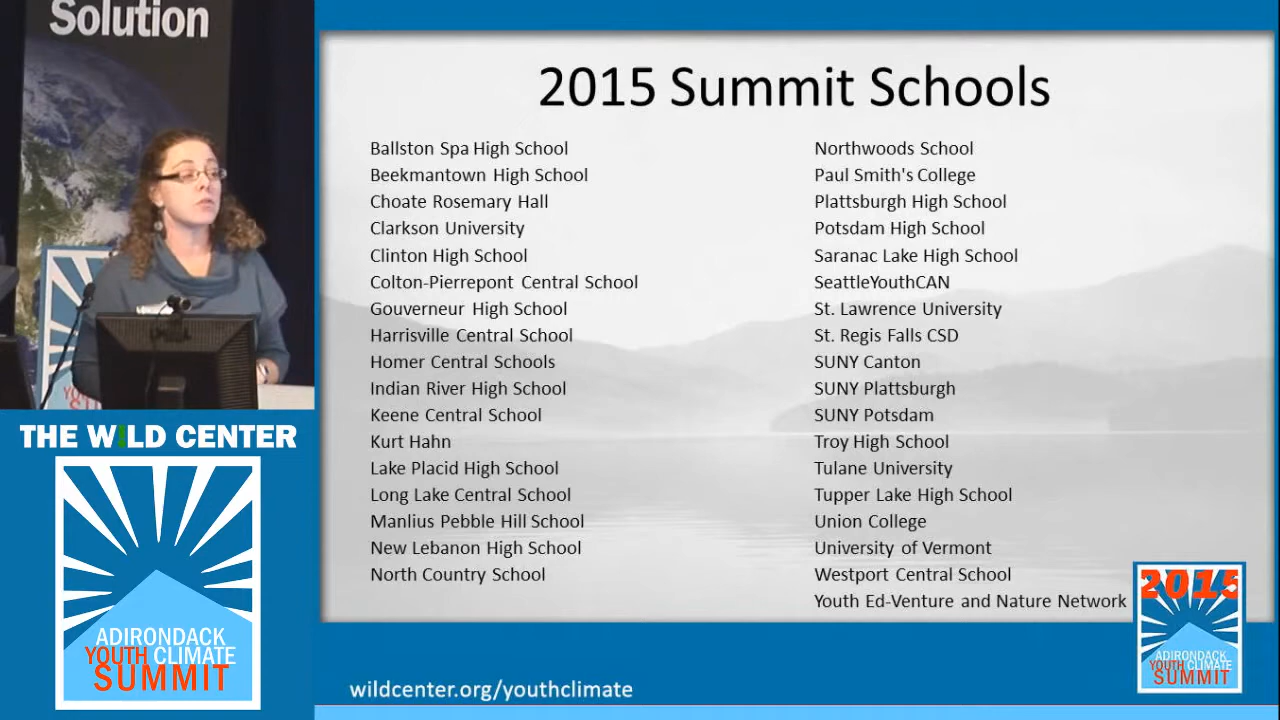 Solution
2015 Summit Schools
Ballston Spa High School
Beekmantown High School
Choate Rosemary Hall
Clarkson University
Clinton High School
Colton-Pierrepont Central School
Gouverneur High School
Harrisville Central School
Homer Central Schools
Indian River High School
Keene Central School
Kurt Hahn
Lake Placid High School
Long Lake Central School
Manlius Pebble Hill School
New Lebanon High School
North Country School
Northwoods School
Paul Smith's College
Plattsburgh High School
Potsdam High School
Saranac Lake High School
SeattleYouthCAN
St. Lawrence University
St. Regis Falls CSD
SUNY Canton
SUNY Plattsburgh
SUNY Potsdam
Troy High School
Tulane University
Tupper Lake High School
Union College
University of Vermont
Westport Central School
Youth Ed-Venture and Nature Network
THE WILD CENTER
ADIRONDACK
YOUTH CLIMATE
SUMMIT
2015
ADIRONDACK
YOUTH CLIMATE
SUMMIT
wildcenter.org/youthclimate